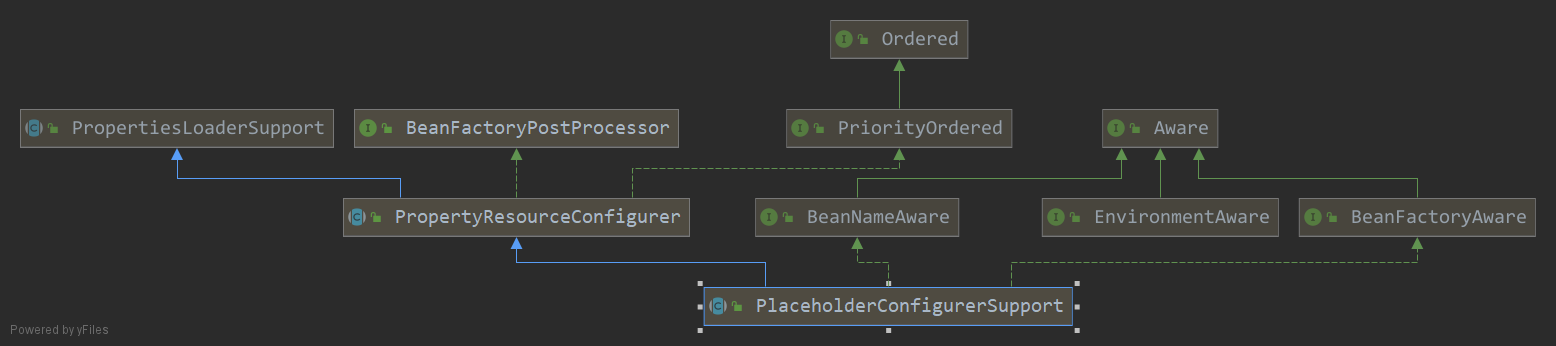 I Ordered
C PropertiesLoaderSupport
I BeanFactoryPostProcessor
I PriorityOrdered
I Aware
C PropertyResourceConfigurer
I BeanNameAware
I EnvironmentAware
I BeanFactoryAware
C PlaceholderConfigurerSupport
Powered by yFiles